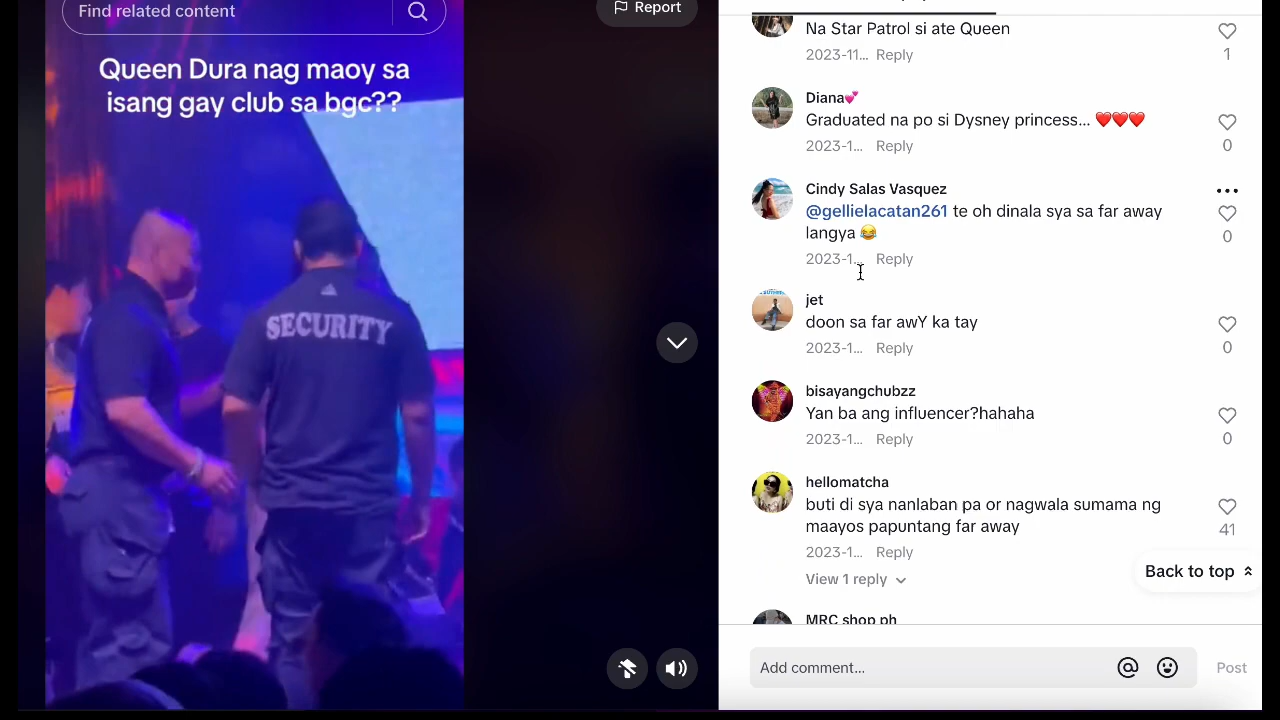 Find related content
Report
Queen Dura nag maoy sa
isang gay club sa bgc??
SECURITY
Na Star Patrol si ate Queen
2023-11... Reply
1
Diana💕
Graduated na po si Dysney princess... ❤️❤️❤️
2023-1... Reply
0
Cindy Salas Vasquez
@gellielacatan261 te oh dinala sya sa far away
langya 😂
2023-1... Reply
0
jet
doon sa far awY ka tay
2023-1... Reply
0
bisayangchubzz
Yan ba ang influencer?hahaha
2023-1... Reply
0
hellomatcha
buti di sya nanlaban pa or nagwala sumama ng
maayos papuntang far away
41
2023-1... Reply
View 1 reply
Back to top
MRC shop ph
Add comment...
Post